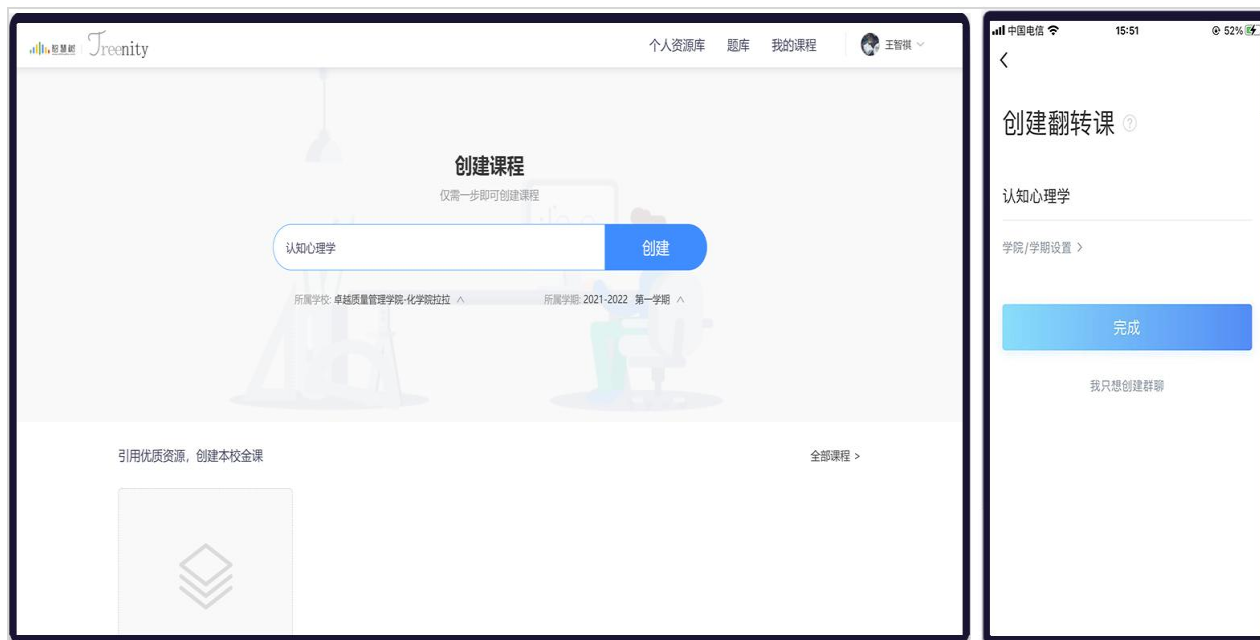 智慧树 Treenity
个人资源库 题库 我的课程 王智祺
创建课程
仅需一步即可创建课程
认知心理学 创建
所属学校: 卓越质量管理学院-化学院拉拉 所属学期: 2021-2022 第一学期
引用优质资源，创建本校金课 全部课程 >
中国电信 15:51 52%
创建翻转课 ?
认知心理学
学院/学期设置 >
完成
我只想创建群聊